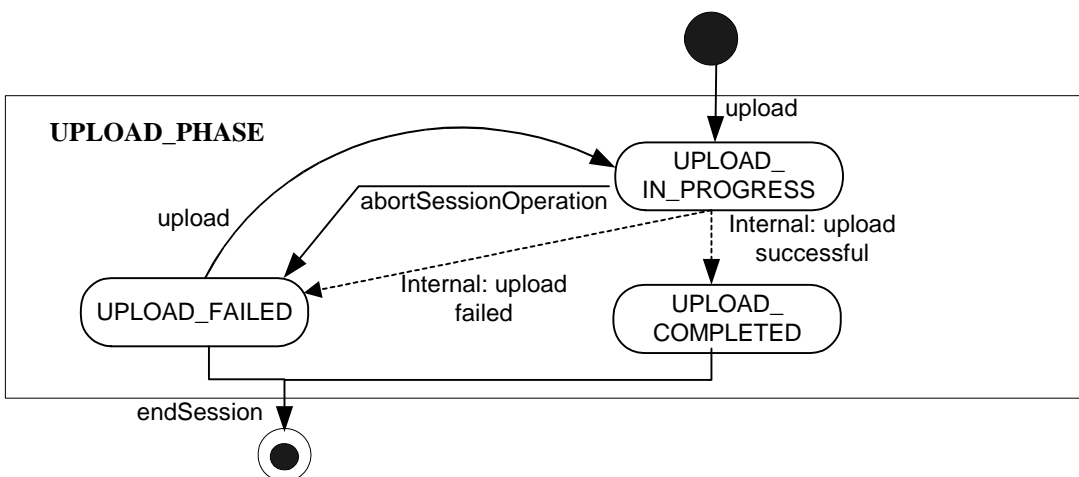 upload
UPLOAD_PHASE
UPLOAD_
IN_PROGRESS
abortSessionOperation
upload
Internal: upload
successful
Internal: upload
failed
UPLOAD_FAILED
UPLOAD_
COMPLETED
endSession